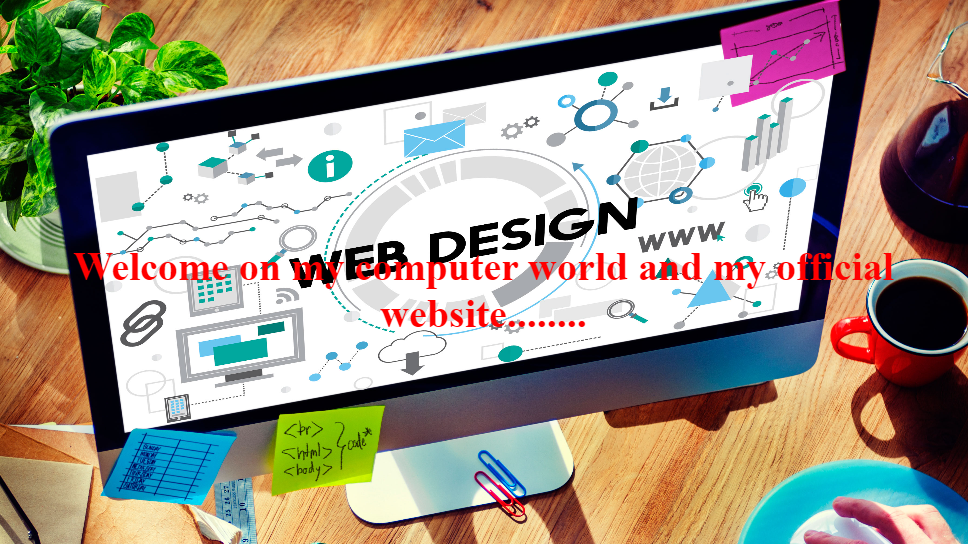 WEB DESIGN
www
Welcome on my computer world and my official
website........
<br>
<html> code*
<body>